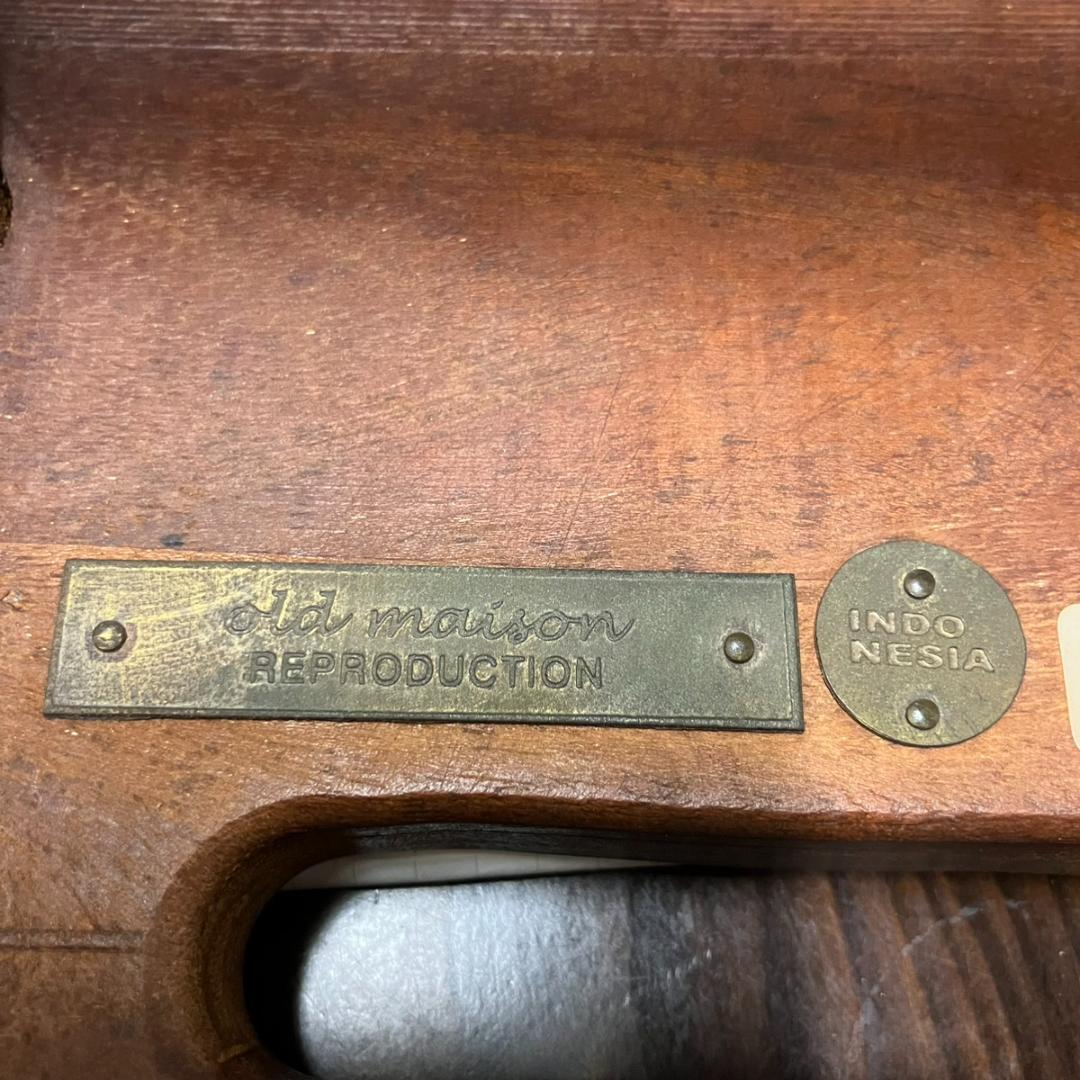 old maison
REPRODUCTION
INDO
NESIA